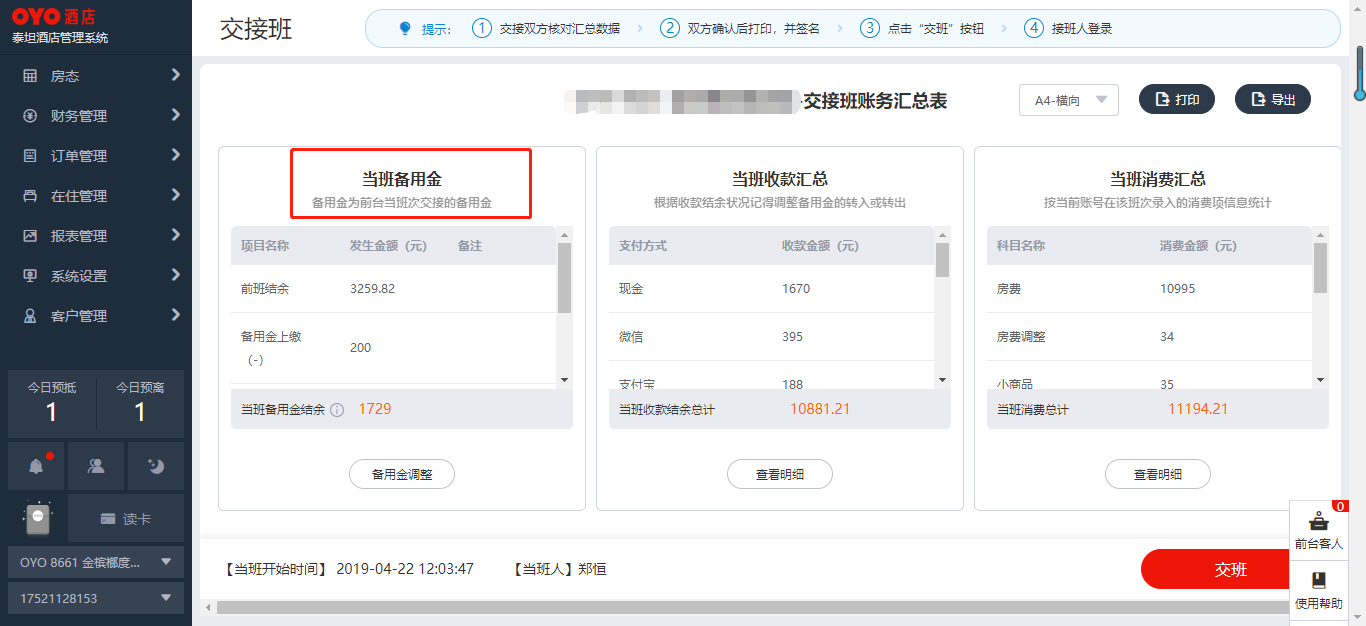 OYO 酒店
泰坦酒店管理系统
房态
财务管理
订单管理
在住管理
报表管理
系统设置
客户管理
今日预抵
1
今日预离
1
读卡
OYO 8661 金槟榔度...
17521128153
交接班
提示:
1 交接双方核对汇总数据
2 双方确认后打印，并签名
3 点击“交班”按钮
4 接班人登录
交接班账务汇总表
A4-横向
打印
导出
当班备用金
备用金为前台当班次交接的备用金
项目名称 发生金额（元） 备注
前班结余 3259.82
备用金上缴（-） 200
当班备用金结余 1729
备用金调整
当班收款汇总
根据收款结余状况记得调整备用金的转入或转出
支付方式 收款金额（元）
现金 1670
微信 395
支付宝 188
当班收款结余总计 10881.21
查看明细
当班消费汇总
按当前账号在该班次录入的消费项信息统计
科目名称 消费金额（元）
房费 10995
房费调整 34
小商品 35
当班消费总计 11194.21
查看明细
【当班开始时间】 2019-04-22 12:03:47
【当班人】郑恒
交班
0
前台客人
使用帮助